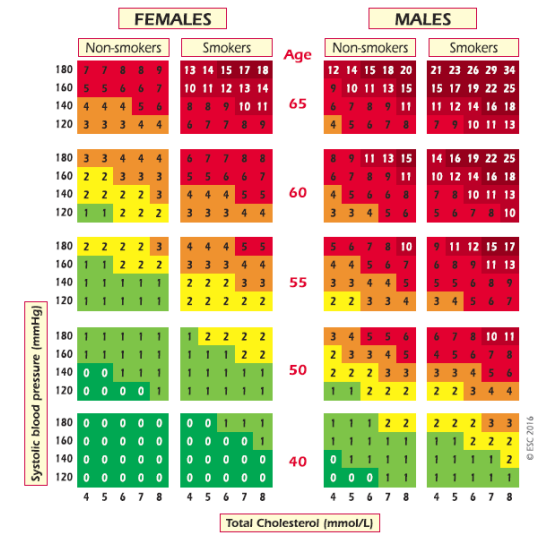 FEMALES MALES
Non-smokers Smokers Age Non-smokers Smokers
180 7 7 8 8 9 13 14 15 17 18 12 14 15 18 20 21 23 26 29 34
160 5 5 6 6 7 10 11 12 13 14 9 10 11 13 15 15 17 19 22 25
140 4 4 4 5 6 8 8 9 10 11 65 6 7 8 9 11 11 12 14 16 18
120 3 3 3 4 4 6 7 7 8 9 4 5 6 7 8 7 9 10 11 13
180 3 3 4 4 4 6 7 8 8 8 9 11 13 15 14 16 19 22 25
160 2 2 3 3 3 5 5 6 6 7 7 8 9 11 10 12 14 16 18
140 2 2 2 2 3 4 4 4 5 5 60 4 5 6 6 8 7 8 10 11 13
120 1 1 2 2 2 3 3 3 4 4 3 3 4 5 6 5 6 7 8 10
180 2 2 2 2 3 4 4 4 5 5 5 6 7 8 10 9 11 12 15 17
160 1 1 2 2 2 3 3 3 4 4 4 4 5 6 7 6 8 9 11 13
140 1 1 1 1 1 2 2 2 3 3 55 3 3 4 4 5 5 5 6 8 9
120 1 1 1 1 1 2 2 2 2 2 2 2 3 3 4 3 4 5 6 7
180 1 1 1 1 1 1 2 2 2 2 3 4 5 5 6 6 7 8 10 11
160 1 1 1 1 1 1 1 1 2 2 2 3 3 4 5 4 5 6 7 8
140 0 0 1 1 1 1 1 1 1 1 50 2 2 2 3 3 3 3 4 5 6
120 0 0 0 0 1 1 1 1 1 1 1 1 2 2 2 2 2 3 4 4
180 0 0 0 0 0 0 0 1 1 1 1 1 1 2 2 2 2 2 3 3
160 0 0 0 0 0 0 0 0 0 1 1 1 1 1 1 1 1 2 2 2
140 0 0 0 0 0 0 0 0 0 0 40 0 1 1 1 1 1 1 1 1 2
120 0 0 0 0 0 0 0 0 0 0 0 0 0 1 1 1 1 1 1 1
4 5 6 7 8 4 5 6 7 8 4 5 6 7 8 4 5 6 7 8
Systolic blood pressure (mmHg)
Total Cholesterol (mmol/L)
© ESC 2016